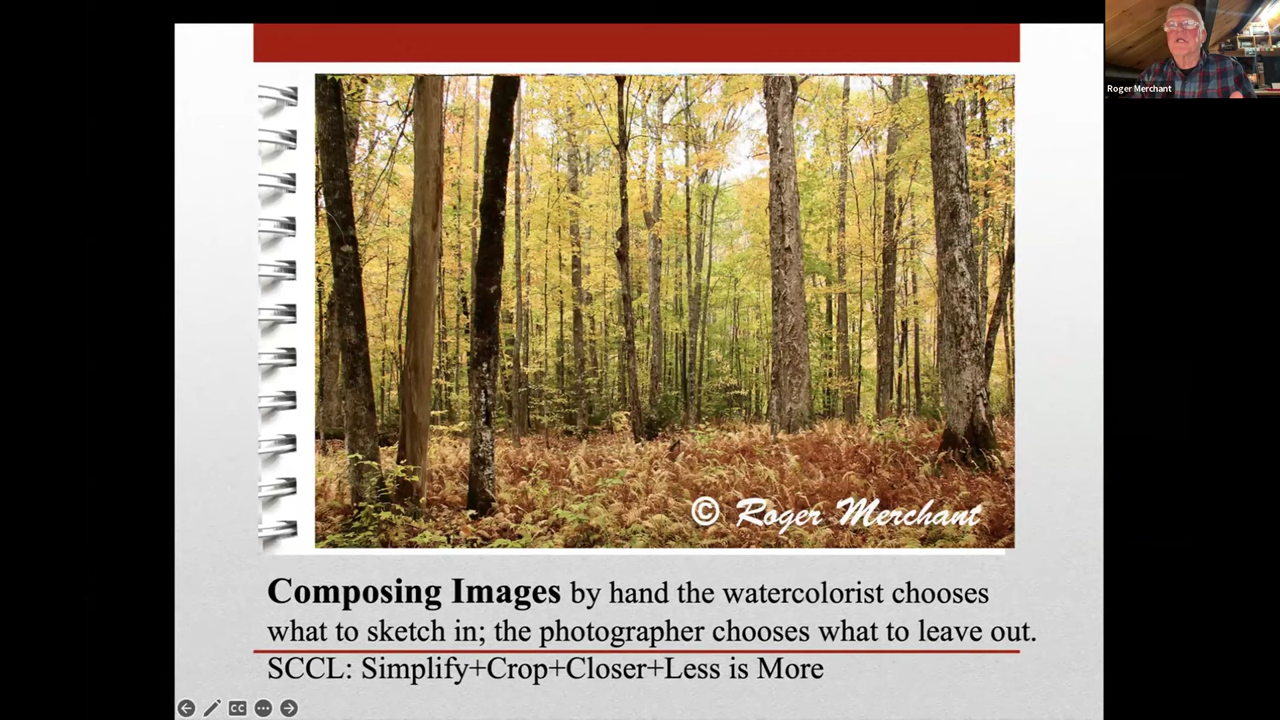 Roger Merchant
© Roger Merchant
Composing Images by hand the watercolorist chooses
what to sketch in; the photographer chooses what to leave out.
SCCL: Simplify+Crop+Closer+Less is More
CC